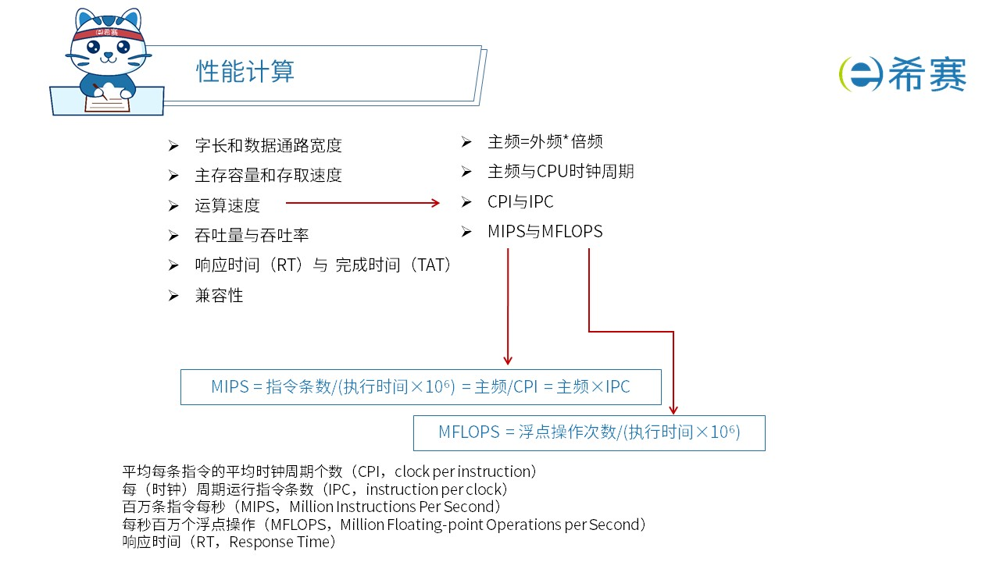 希赛
性能计算
希赛
字长和数据通路宽度
主存容量和存取速度
运算速度
吞吐量与吞吐率
响应时间（RT）与 完成时间（TAT）
兼容性
主频=外频*倍频
主频与CPU时钟周期
CPI与IPC
MIPS与MFLOPS
MIPS = 指令条数/(执行时间×10⁶) = 主频/CPI = 主频×IPC
MFLOPS = 浮点操作次数/(执行时间×10⁶)
平均每条指令的平均时钟周期个数（CPI，clock per instruction）
每（时钟）周期运行指令条数（IPC，instruction per clock）
百万条指令每秒（MIPS，Million Instructions Per Second）
每秒百万个浮点操作（MFLOPS，Million Floating-point Operations per Second）
响应时间（RT，Response Time）